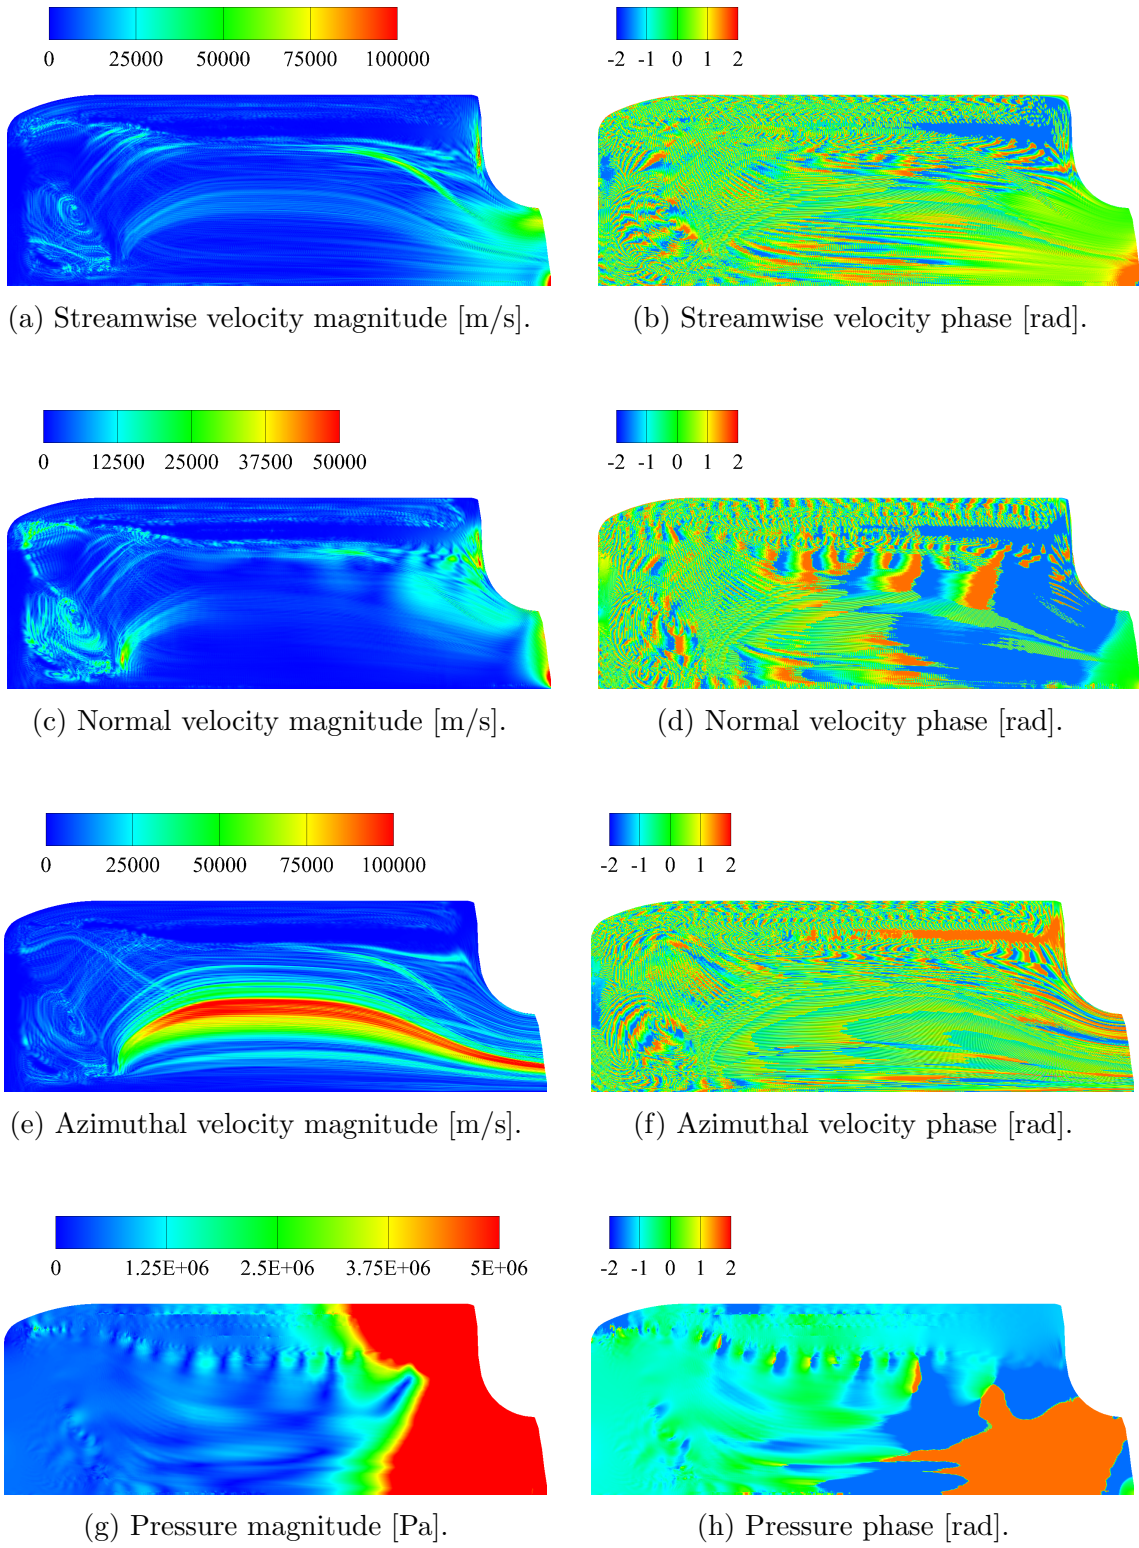 0 25000 50000 75000 100000
-2 -1 0 1 2
(a) Streamwise velocity magnitude [m/s].
(b) Streamwise velocity phase [rad].
0 12500 25000 37500 50000
-2 -1 0 1 2
(c) Normal velocity magnitude [m/s].
(d) Normal velocity phase [rad].
0 25000 50000 75000 100000
-2 -1 0 1 2
(e) Azimuthal velocity magnitude [m/s].
(f) Azimuthal velocity phase [rad].
0 1.25E+06 2.5E+06 3.75E+06 5E+06
-2 -1 0 1 2
(g) Pressure magnitude [Pa].
(h) Pressure phase [rad].